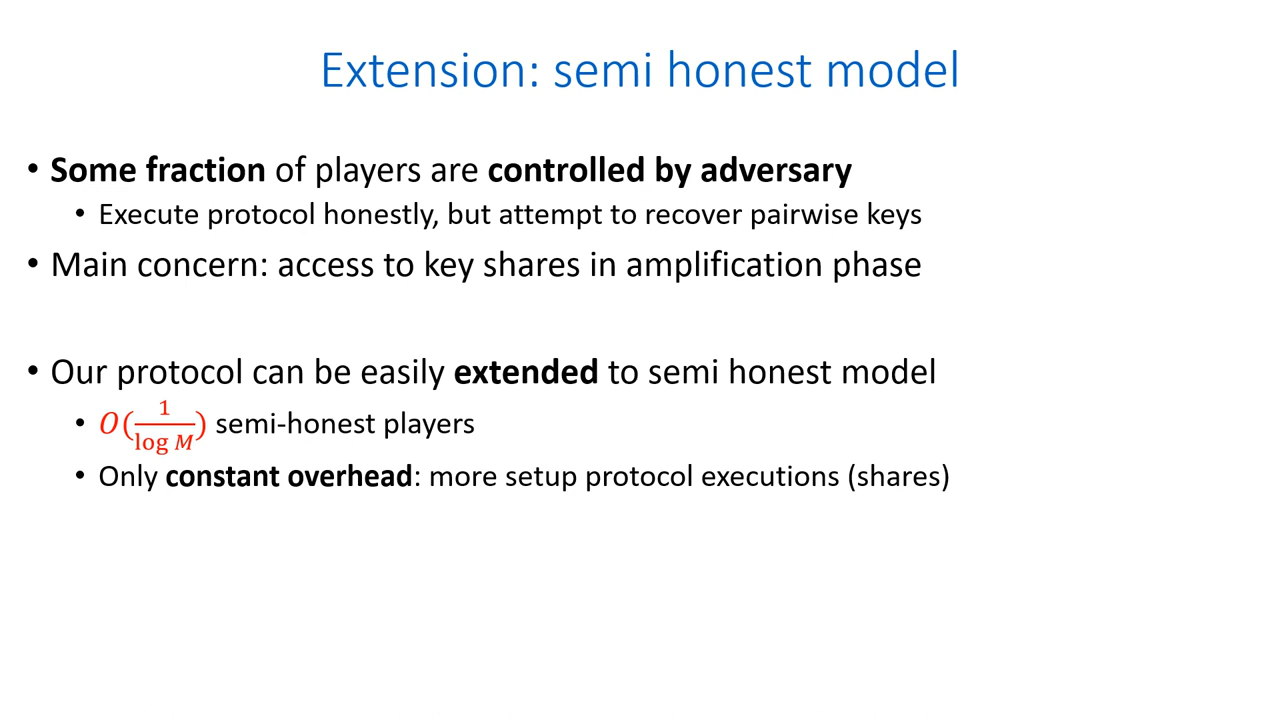 Extension: semi honest model
• Some fraction of players are controlled by adversary
• Execute protocol honestly, but attempt to recover pairwise keys
• Main concern: access to key shares in amplification phase
• Our protocol can be easily extended to semi honest model
• O(1/log M) semi-honest players
• Only constant overhead: more setup protocol executions (shares)